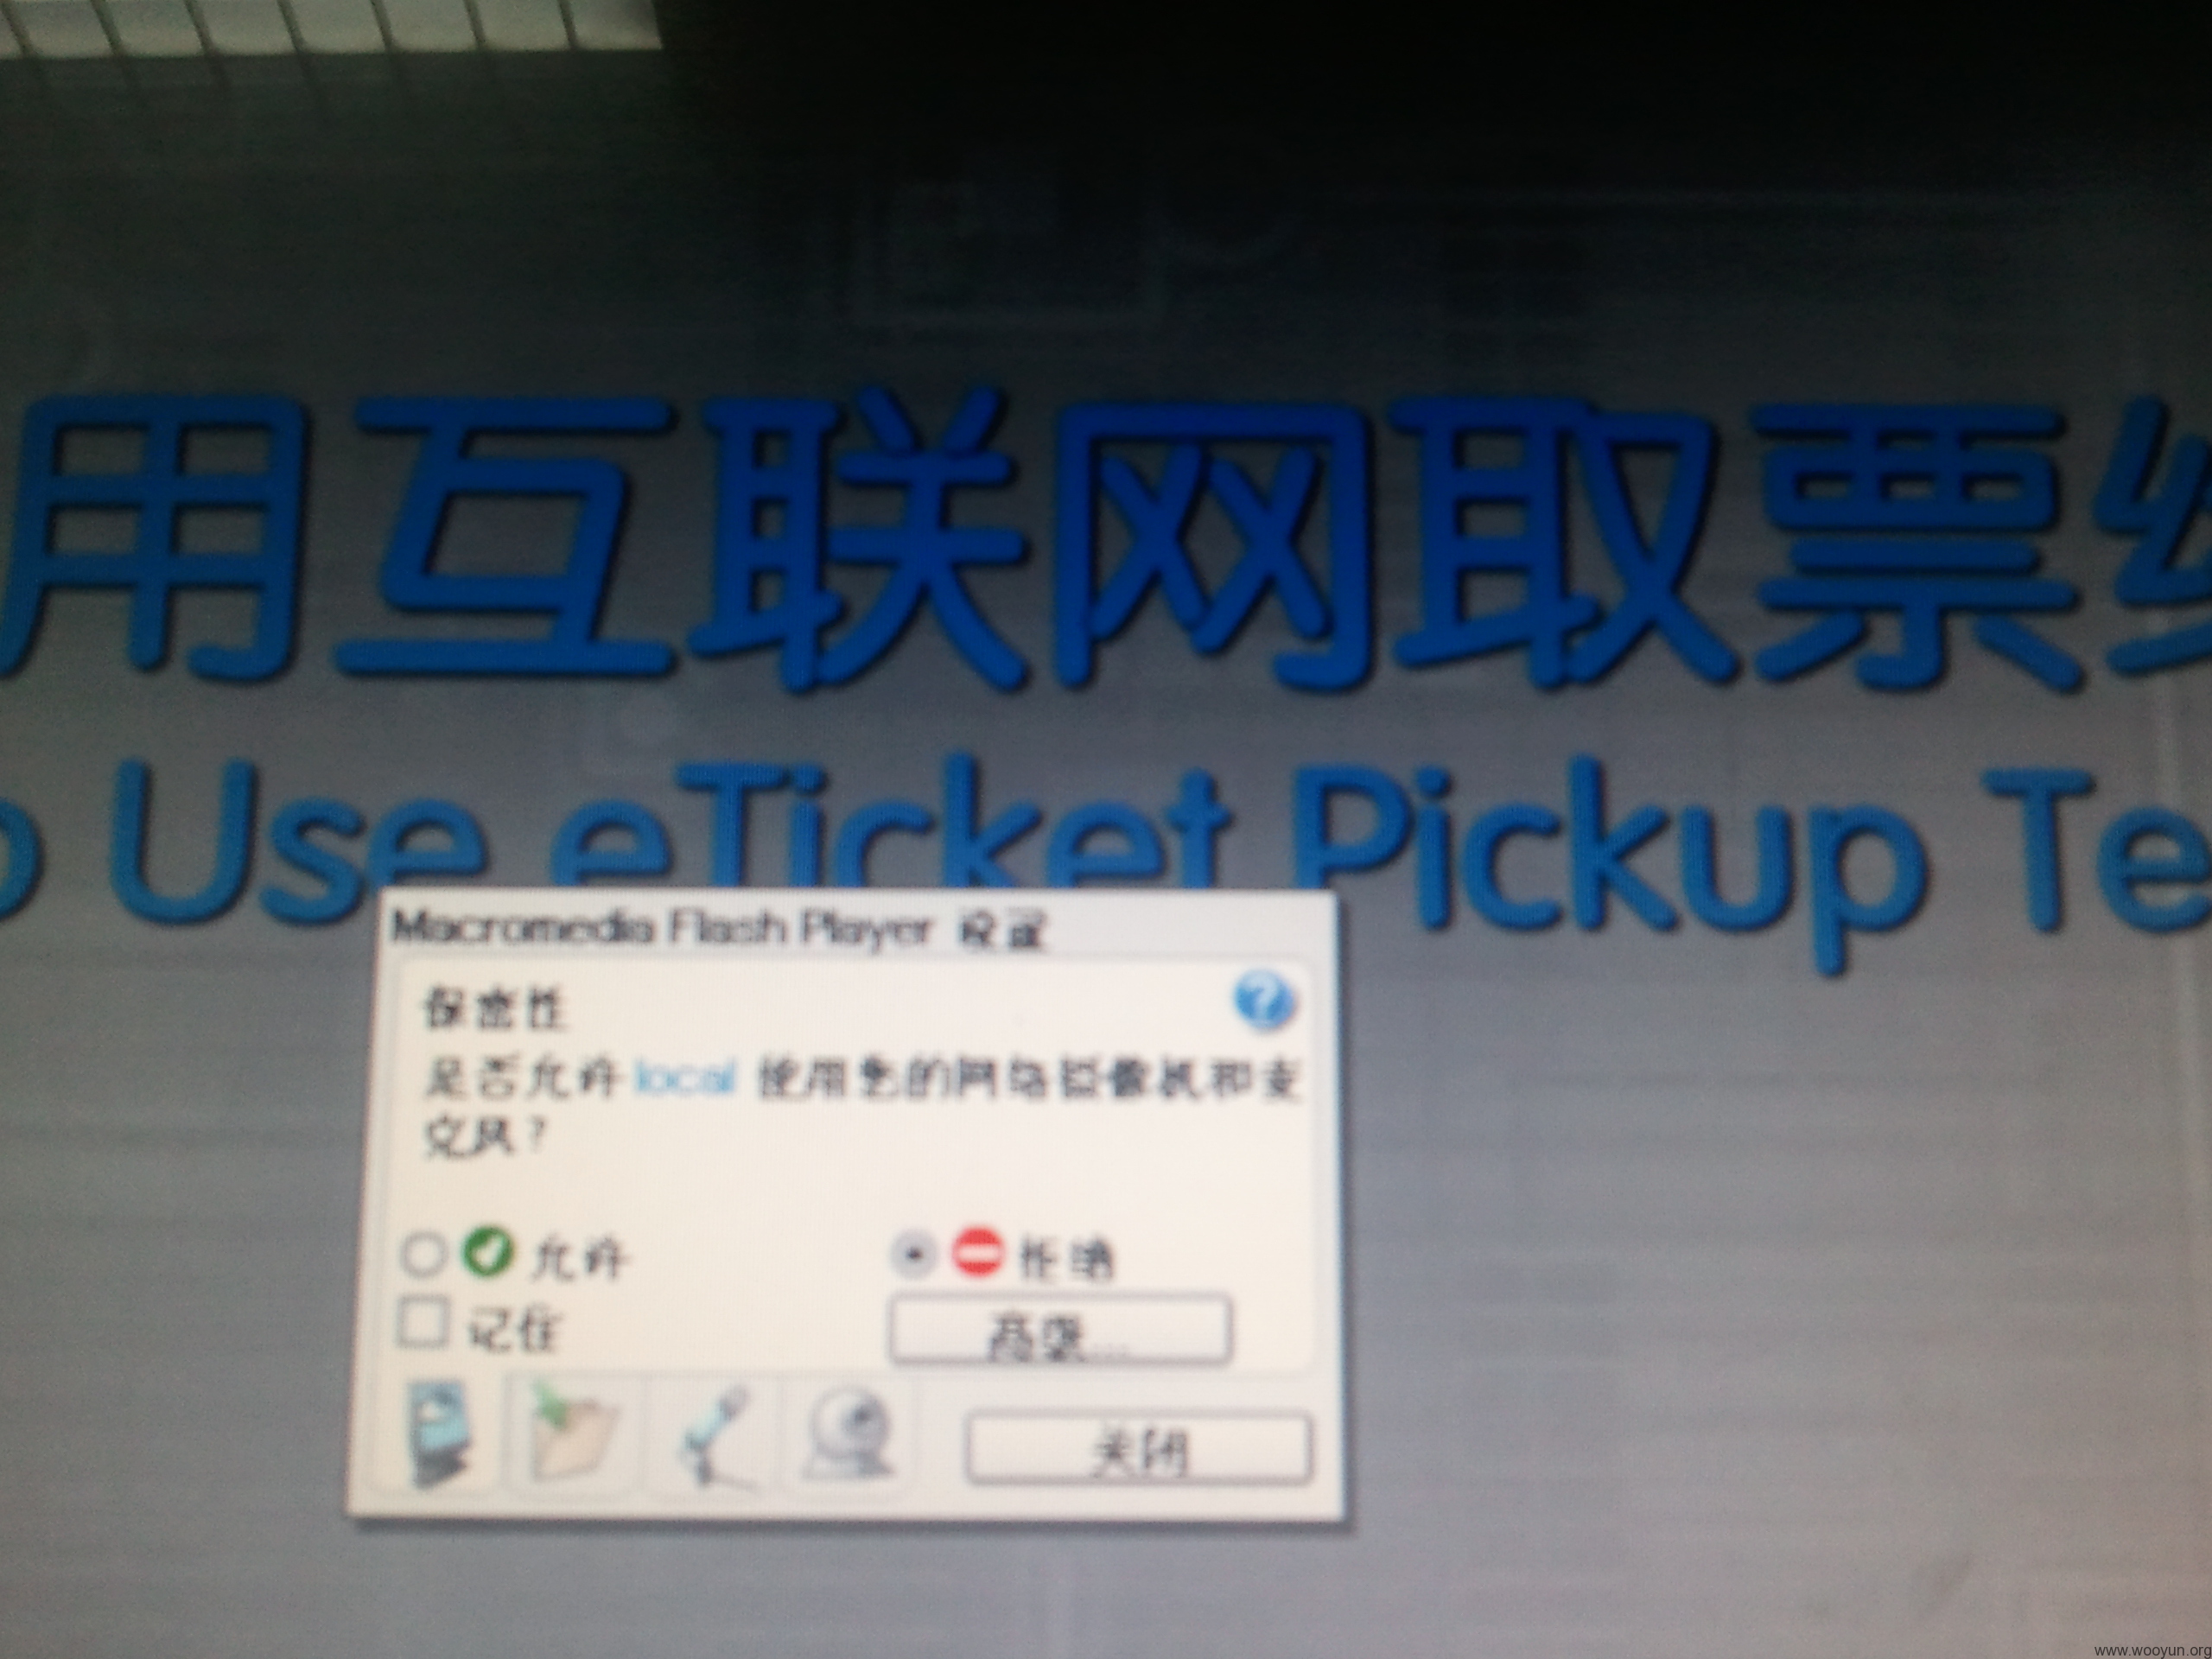 用互联网取票终
o Use eTicket Pickup Te
Macromedia Flash Player 设置
保密性
是否允许 local 使用您的网络摄像机和麦
克风？
允许
拒绝
记住
高级...
关闭
www.wooyun.org